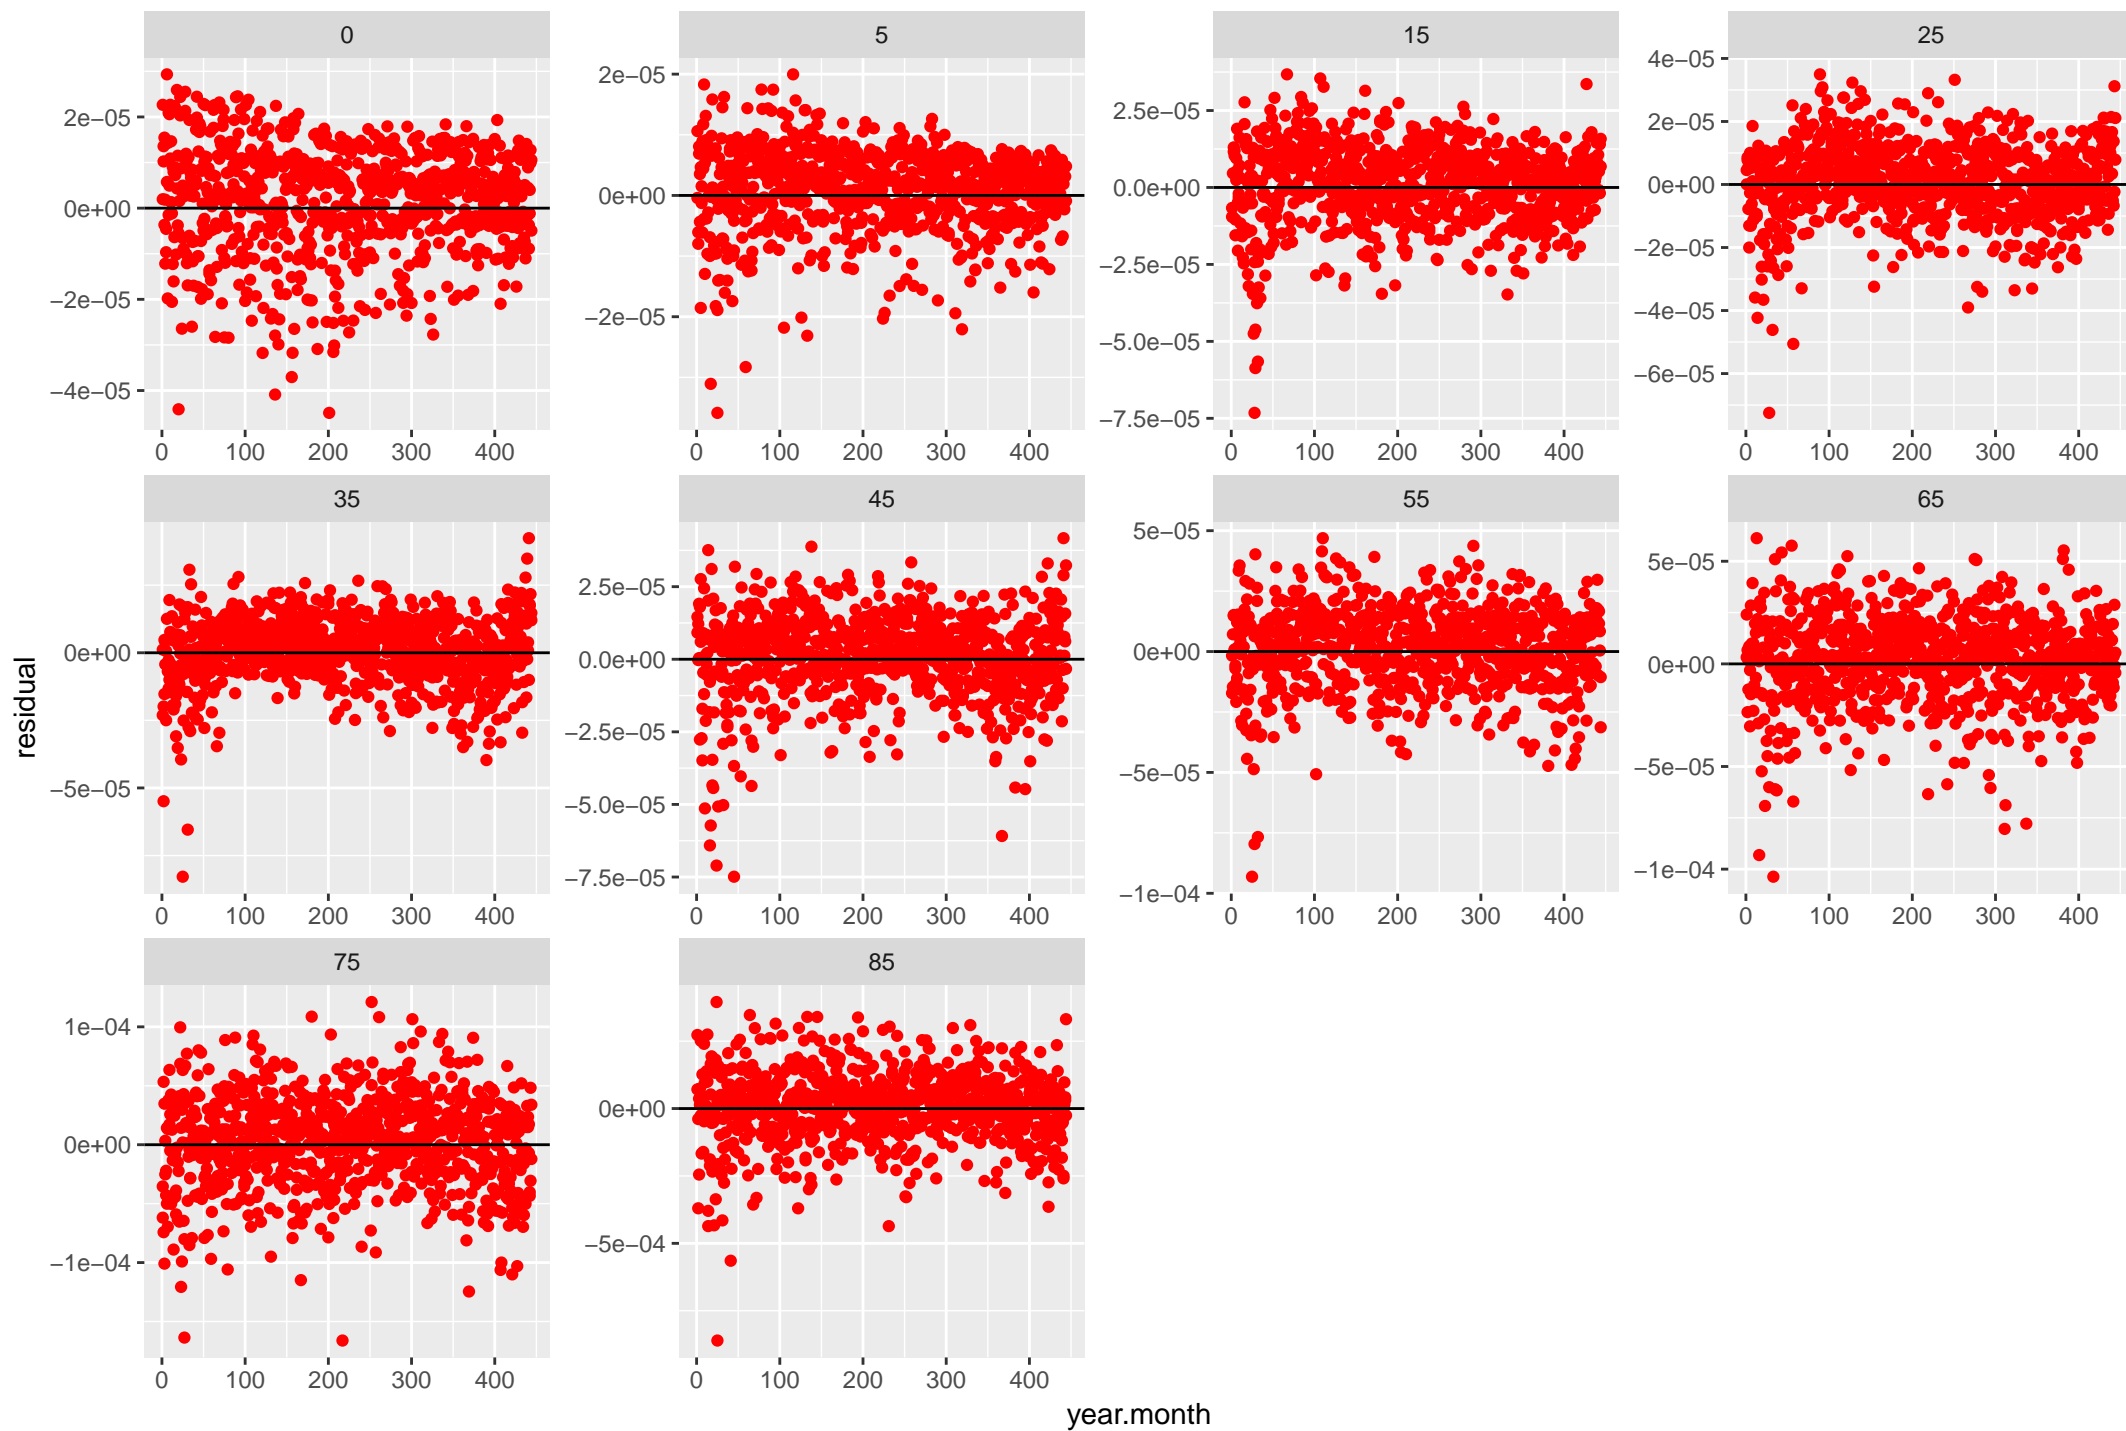 0 5 15 25
2e−05
0e+00
−2e−05
−4e−05
2e−05
0e+00
−2e−05
2.5e−05
0.0e+00
−2.5e−05
−5.0e−05
−7.5e−05
4e−05
2e−05
0e+00
−2e−05
−4e−05
−6e−05
0 100 200 300 400 0 100 200 300 400 0 100 200 300 400 0 100 200 300 400
35 45 55 65
0e+00
−5e−05
2.5e−05
0.0e+00
−2.5e−05
−5.0e−05
−7.5e−05
5e−05
0e+00
−5e−05
−1e−04
5e−05
0e+00
−5e−05
−1e−04
0 100 200 300 400 0 100 200 300 400 0 100 200 300 400 0 100 200 300 400
residual
75 85
1e−04
0e+00
−1e−04
0e+00
−5e−04
0 100 200 300 400 0 100 200 300 400
year.month